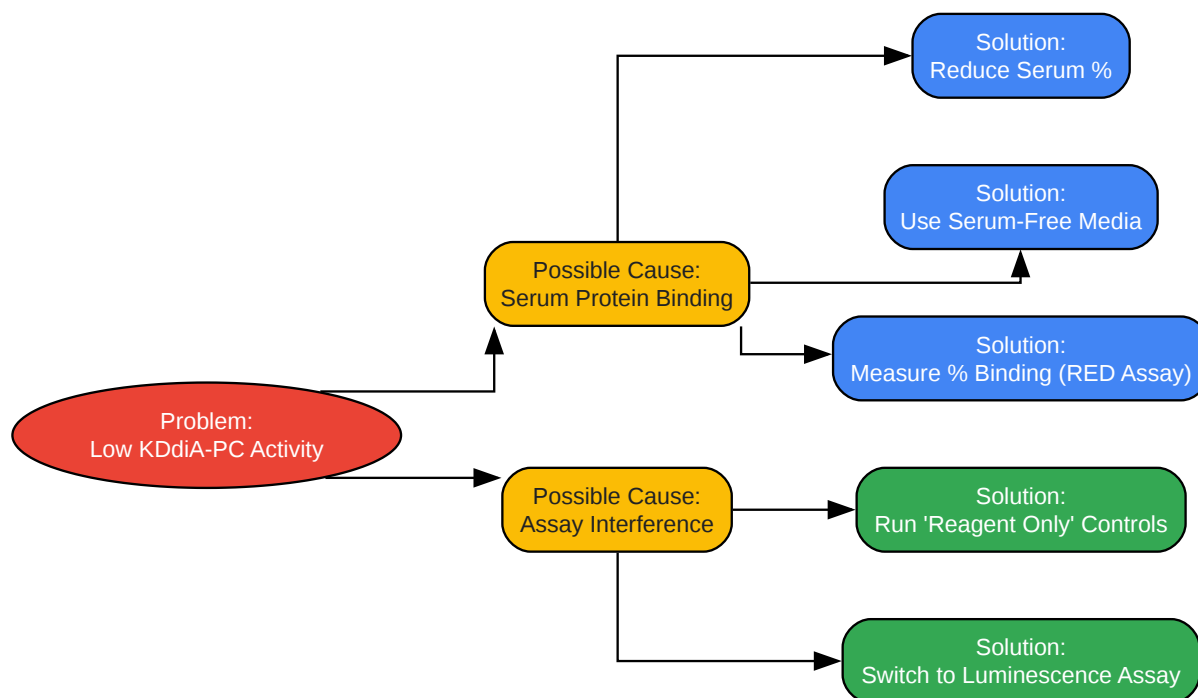 Solution:
Reduce Serum %
Solution:
Use Serum-Free Media
Possible Cause:
Serum Protein Binding
Solution:
Measure % Binding (RED Assay)
Problem:
Low KDdiA-PC Activity
Possible Cause:
Assay Interference
Solution:
Run 'Reagent Only' Controls
Solution:
Switch to Luminescence Assay